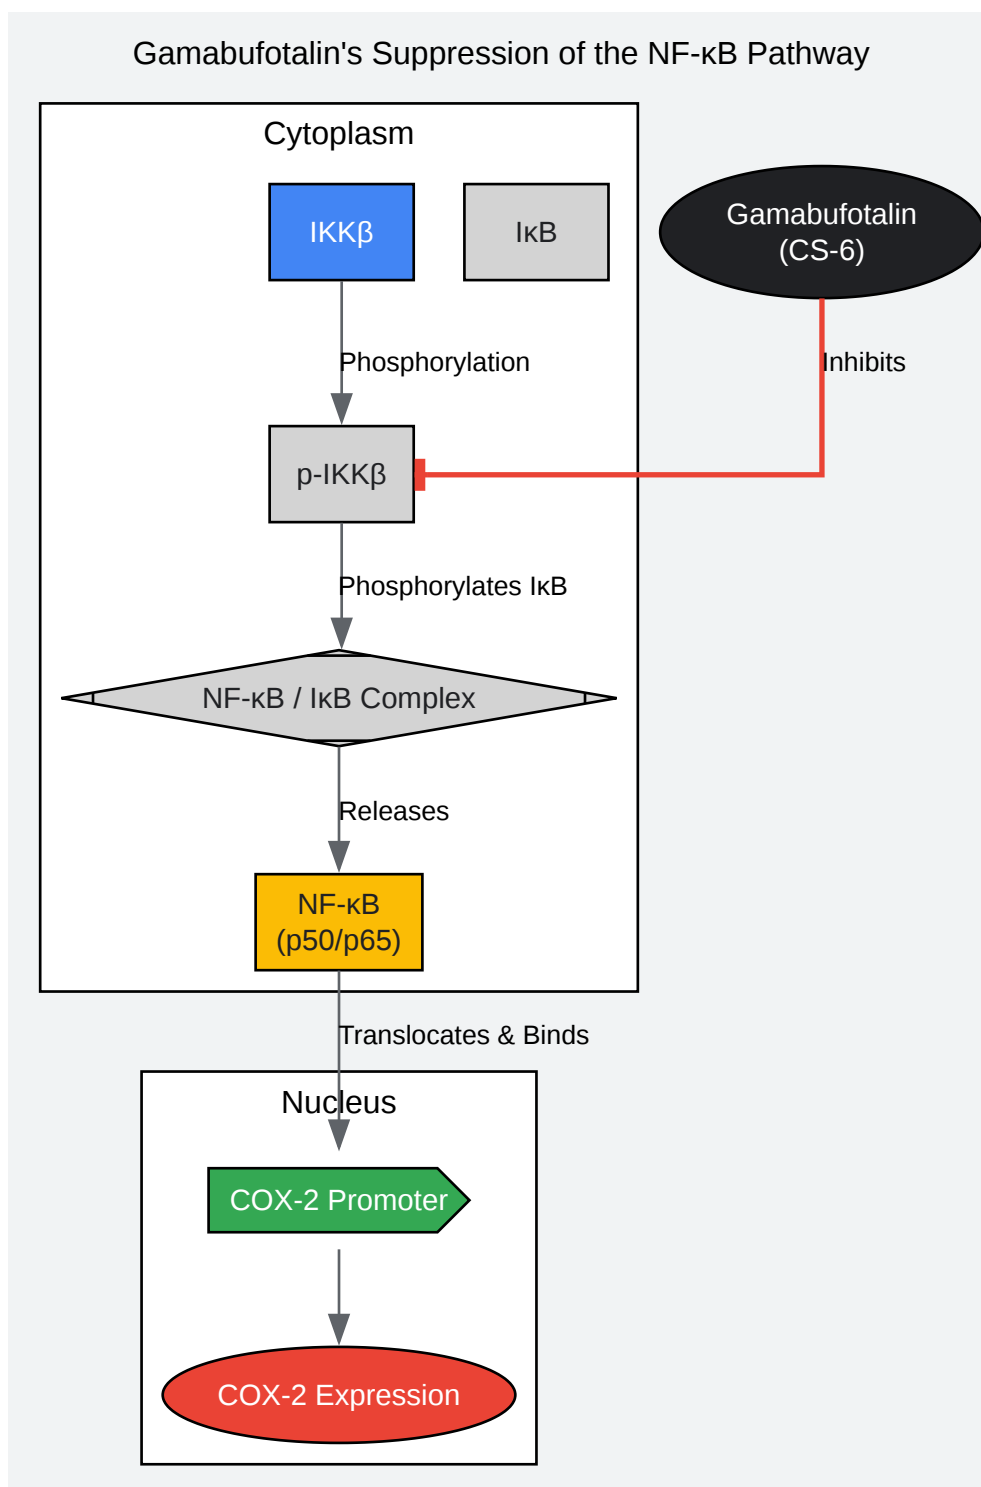 Gamabufotalin's Suppression of the NF-κB Pathway
Cytoplasm
IKKβ
IκB
Gamabufotalin
(CS-6)
Phosphorylation
Inhibits
p-IKKβ
Phosphorylates IκB
NF-κB / IκB Complex
Releases
NF-κB
(p50/p65)
Translocates & Binds
Nucleus
COX-2 Promoter
COX-2 Expression